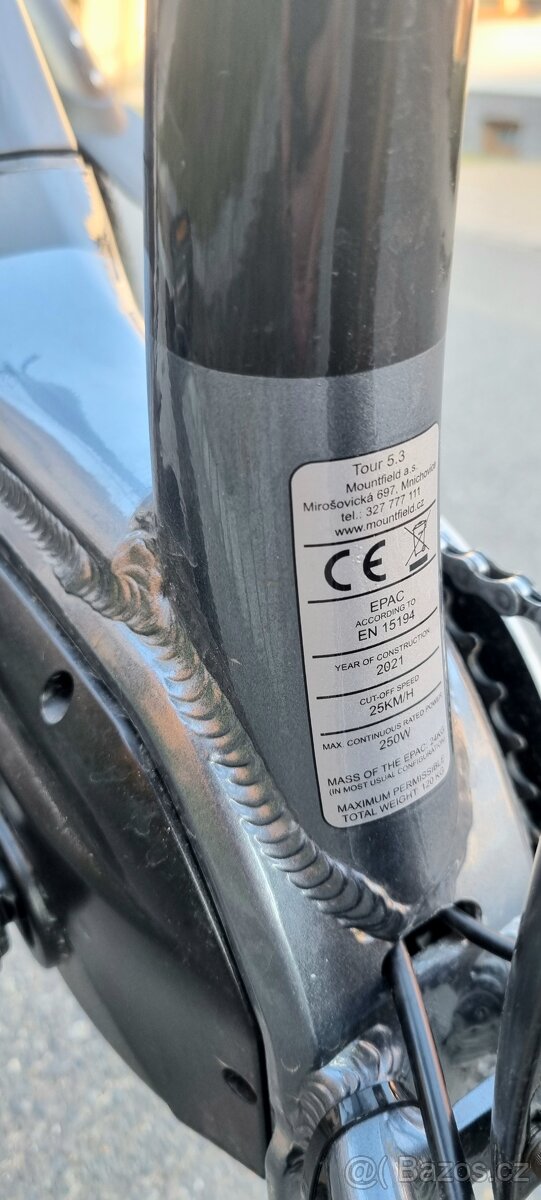 Tour 5.3
Mountfield a.s.
Mirošovická 697, Mnichovice
tel.: 327 777 111
www.mountfield.cz
CE
EPAC
ACCORDING TO
EN 15194
YEAR OF CONSTRUCTION
2021
CUT-OFF SPEED
25KM/H
MAX. CONTINUOUS RATED POWER
250W
MASS OF THE EPAC: 24KG
(IN MOST USUAL CONFIGURATION)
MAXIMUM PERMISSIBLE
TOTAL WEIGHT: 120 KG
Bazos.cz